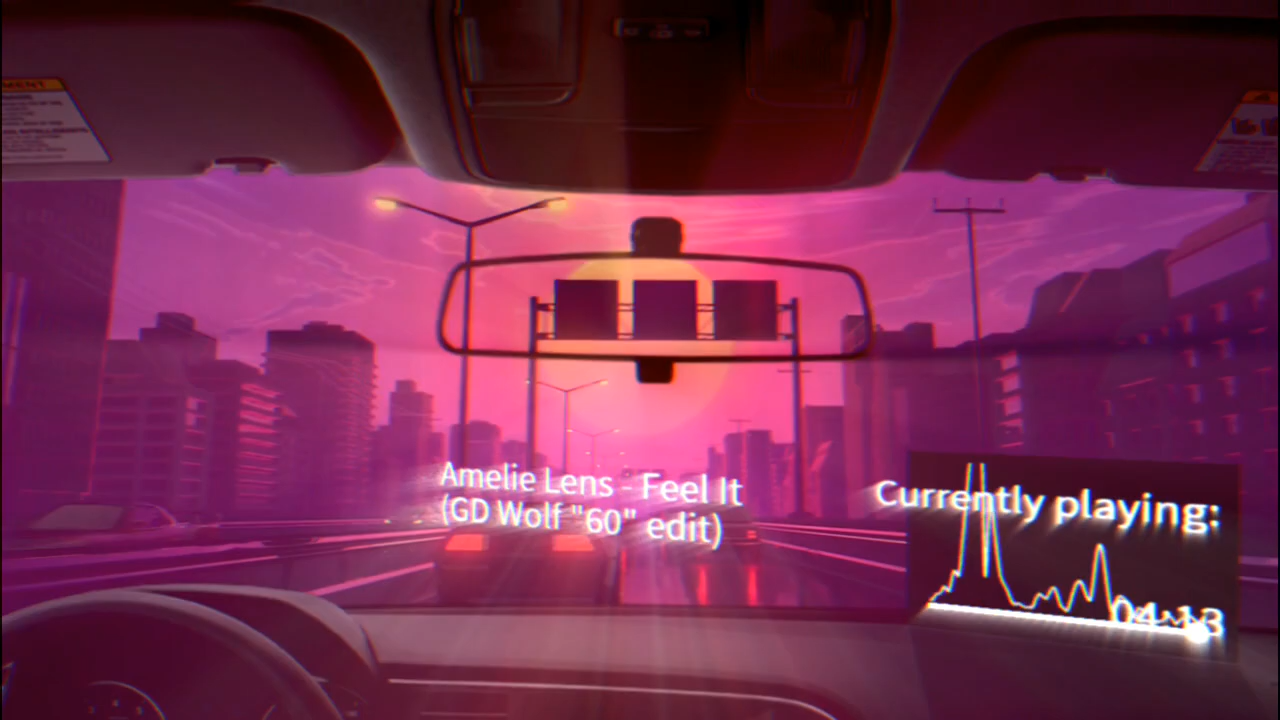 Amelie Lens - Feel It
(GD Wolf "60" edit)
Currently playing:
04:13